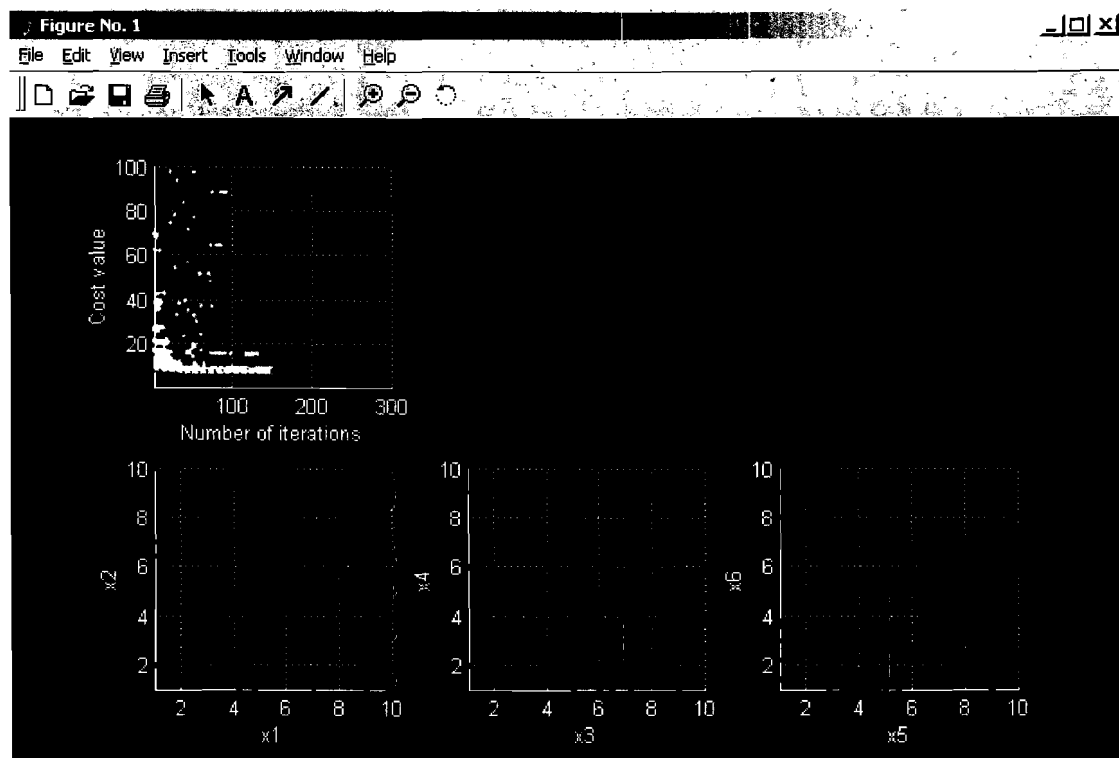 Figure No. 1
File Edit View Insert Tools Window Help
A
100
80
60
40
20
Cost value
100 200 300
Number of iterations
10
8
6
4
2
x2
2 4 6 8 10
x1
10
8
6
4
2
x4
2 4 6 8 10
x3
10
8
6
4
2
x6
2 4 6 8 10
x5